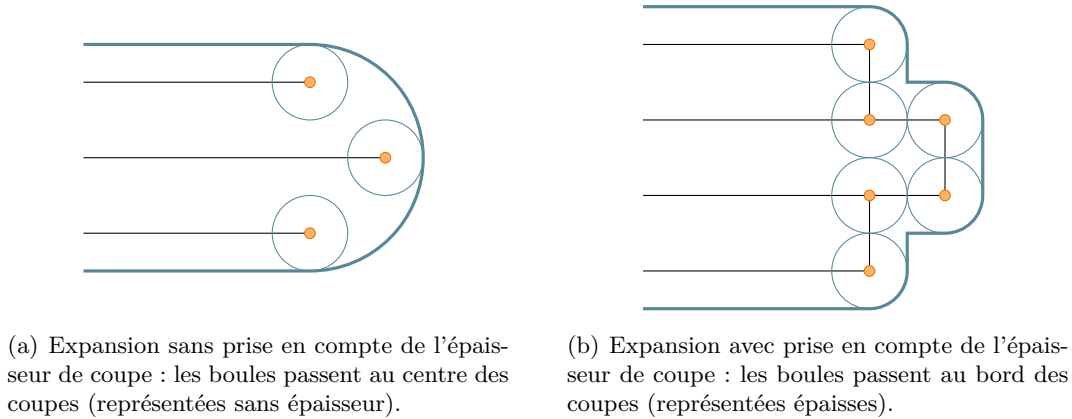 (a) Expansion sans prise en compte de l'épais-
seur de coupe : les boules passent au centre des
coupes (représentées sans épaisseur).
(b) Expansion avec prise en compte de l'épais-
seur de coupe : les boules passent au bord des
coupes (représentées épaisses).